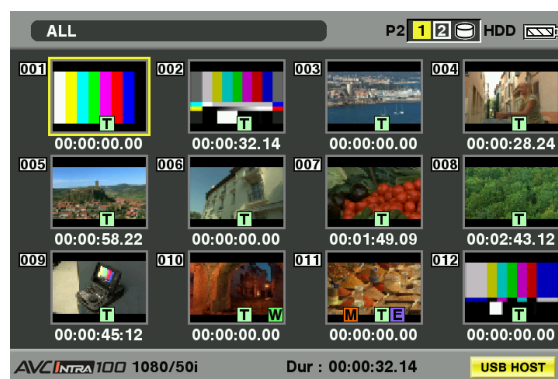 ALL P2 1 2 HDD
001 002 003 004
T T T T
00:00:00.00 00:00:32.14 00:00:00.00 00:00:28.24
005 006 007 008
T T T T
00:00:58.22 00:00:00.00 00:01:49.09 00:02:43.12
009 010 011 012
T T W M T E T
00:00:45:12 00:00:00.00 00:00:00.00 00:00:00.00
AVC INTRA 100 1080/50i Dur : 00:00:32.14 USB HOST